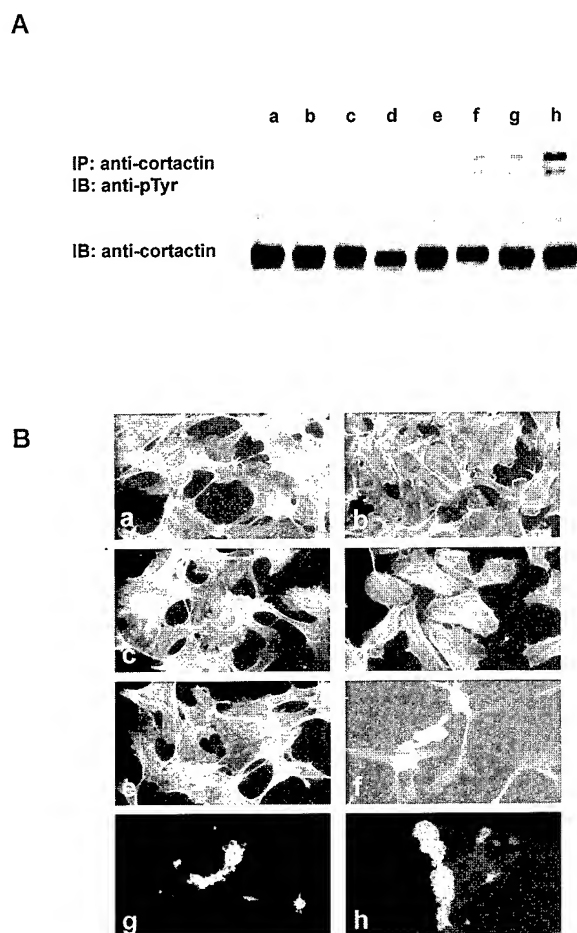 A
a b c d e f g h
IP: anti-cortactin
IB: anti-pTyr
IB: anti-cortactin
B
a b
c
e f
g h